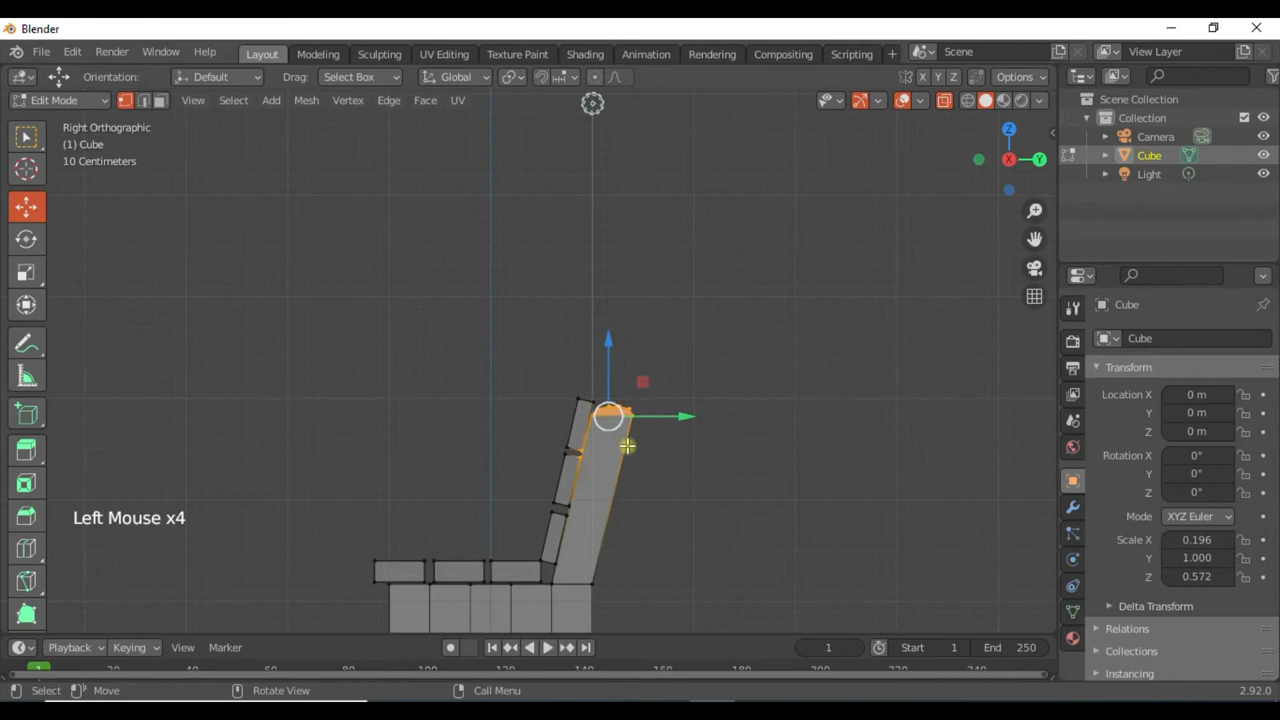 Blender
File Edit Render Window Help Layout Modeling Sculpting UV Editing Texture Paint Shading Animation Rendering Compositing Scripting + Scene View Layer
Orientation: Default Drag: Select Box Global X Y Z Options
Edit Mode View Select Add Mesh Vertex Edge Face UV
Scene Collection
Collection
Camera
Cube
Light
Right Orthographic
(1) Cube
10 Centimeters
Z
X Y
Cube
Cube
Transform
Location X 0 m
Y 0 m
Z 0 m
Rotation X 0°
Y 0°
Z 0°
Mode XYZ Euler
Scale X 0.196
Y 1.000
Z 0.572
Delta Transform
Relations
Collections
Instancing
Left Mouse x4
Playback Keying View Marker 1 Start 1 End 250
Select Move Rotate View Call Menu 2.92.0